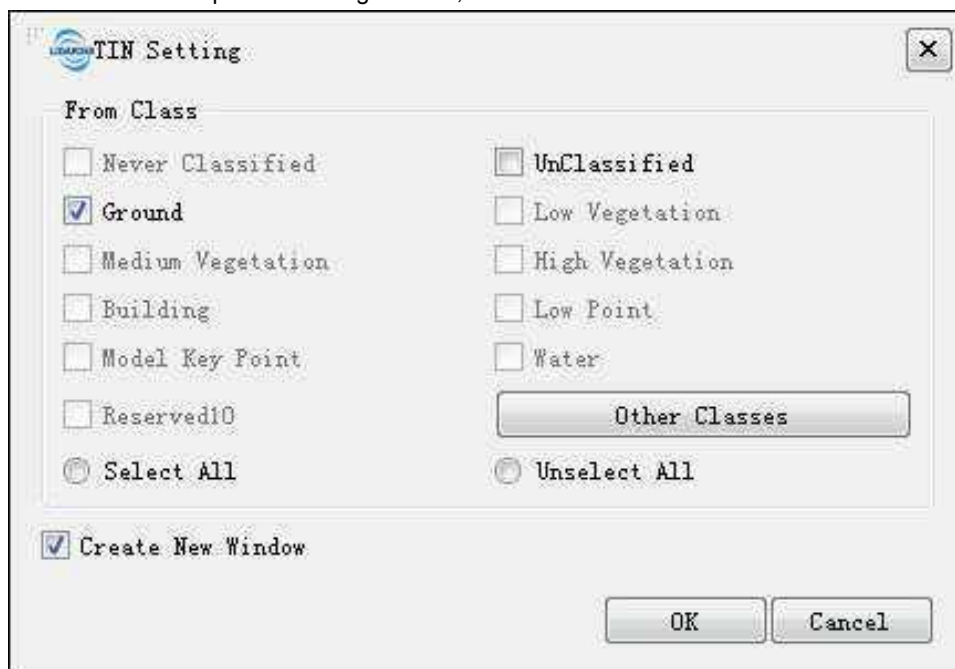 TIN Setting
From Class
Never Classified
UnClassified
Ground
Low Vegetation
Medium Vegetation
High Vegetation
Building
Low Point
Model Key Point
Water
Reserved10
Other Classes
Select All
Unselect All
Create New Window
OK
Cancel